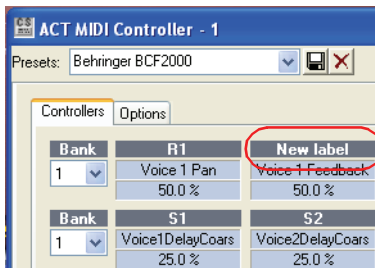 ACT MIDI Controller - 1
Presets: Behringer BCF2000
Controllers Options
Bank R1 New label
1 Voice 1 Pan Voice 1 Feedback
50.0 % 50.0 %
Bank S1 S2
1 Voice1DelayCoars Voice2DelayCoars
25.0 % 25.0 %